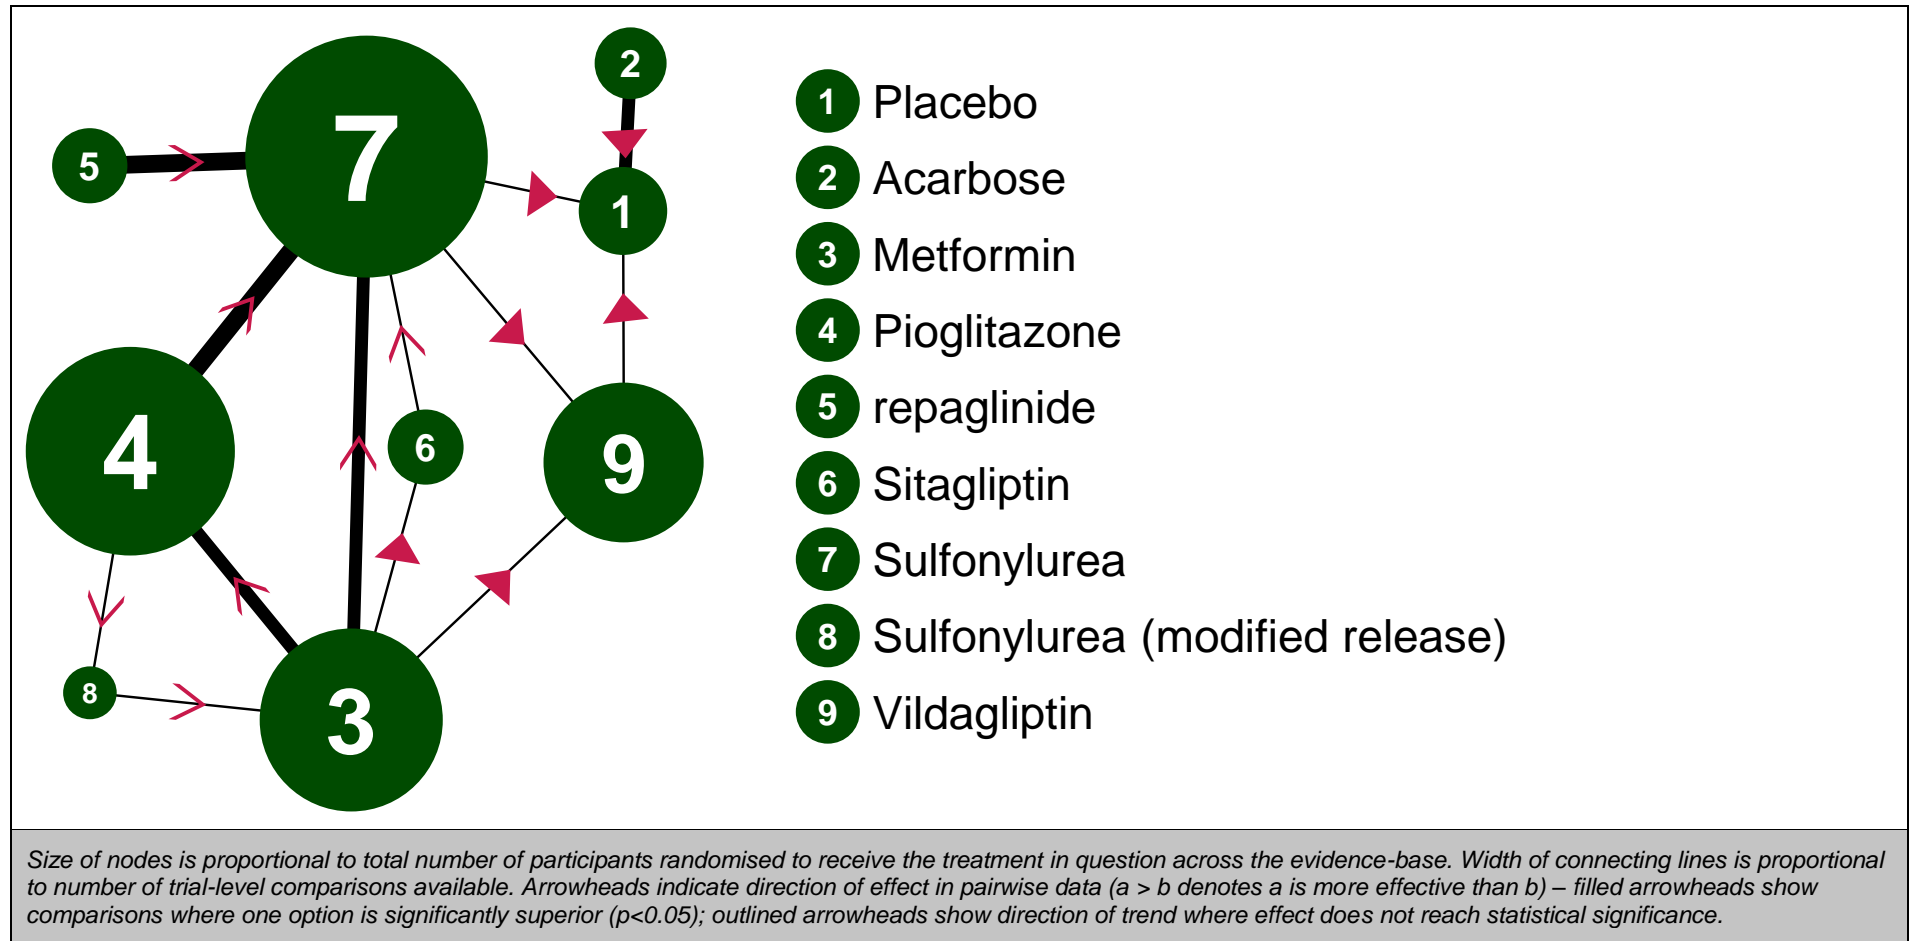 7
2
5
1
4
6
9
8
3
1 Placebo
2 Acarbose
3 Metformin
4 Pioglitazone
5 repaglinide
6 Sitagliptin
7 Sulfonylurea
8 Sulfonylurea (modified release)
9 Vildagliptin
Size of nodes is proportional to total number of participants randomised to receive the treatment in question across the evidence-base. Width of connecting lines is proportional
to number of trial-level comparisons available. Arrowheads indicate direction of effect in pairwise data (a > b denotes a is more effective than b) – filled arrowheads show
comparisons where one option is significantly superior (p<0.05); outlined arrowheads show direction of trend where effect does not reach statistical significance.